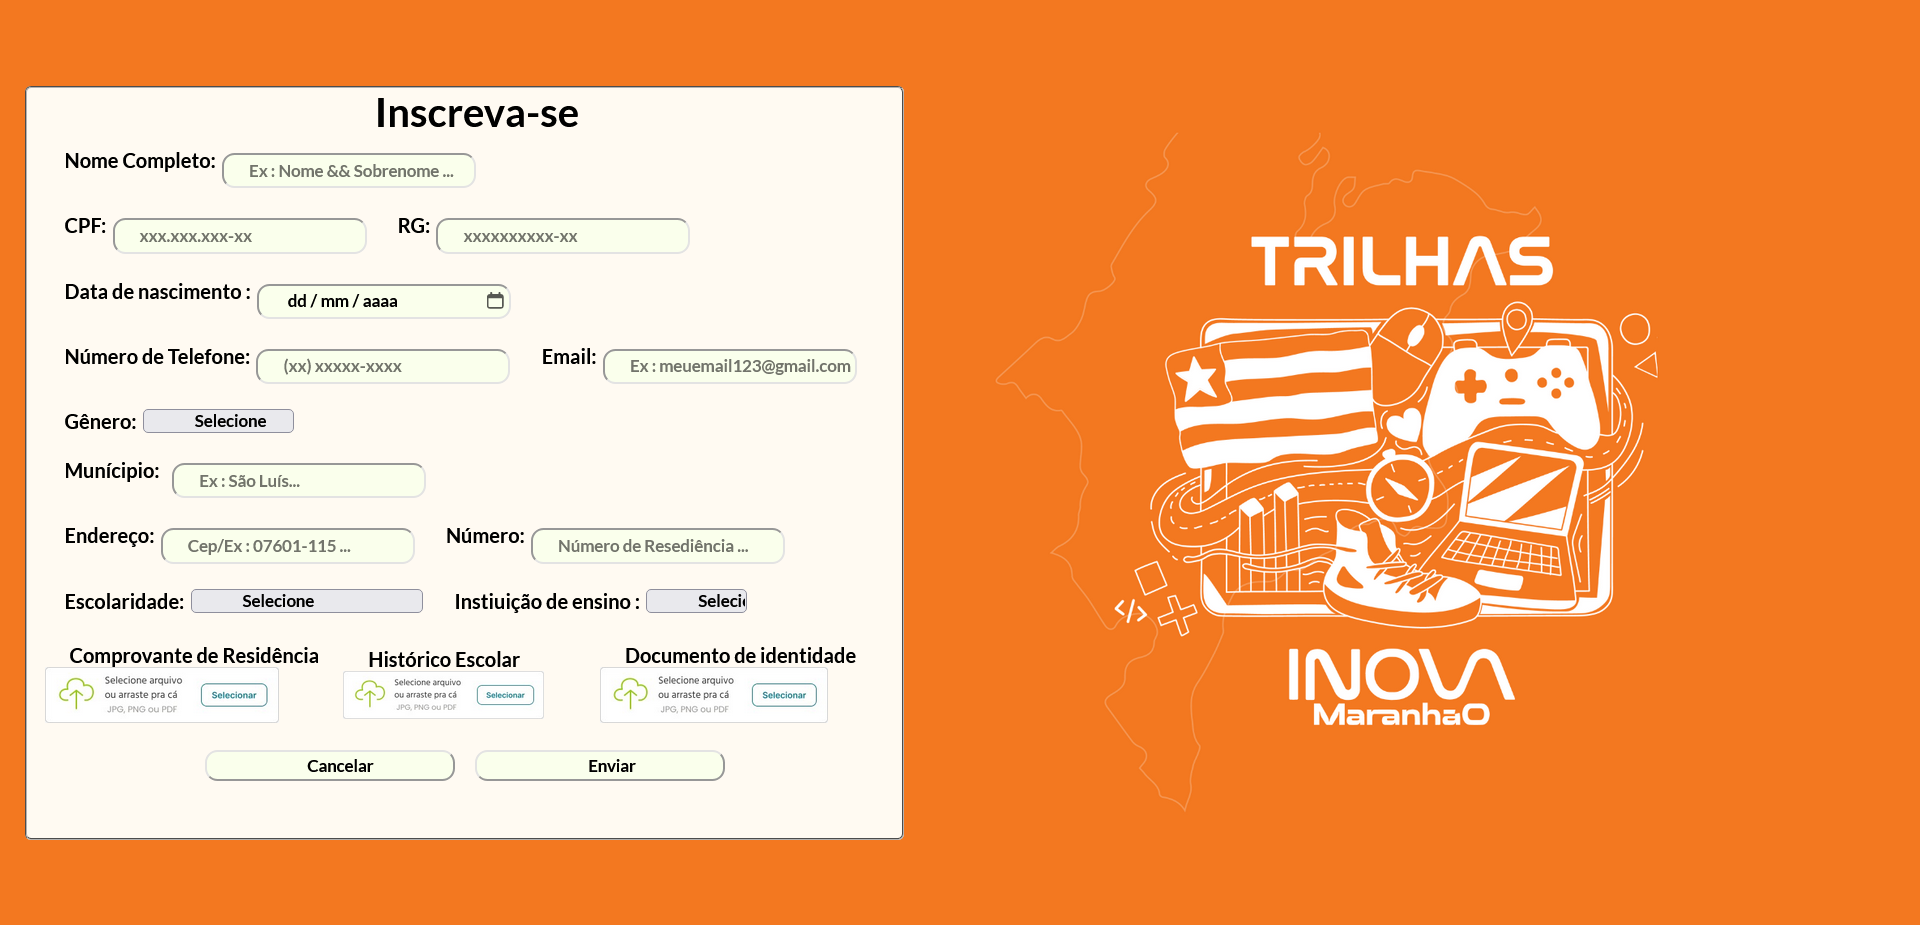 Inscreva-se
Nome Completo: Ex : Nome && Sobrenome ...
CPF: xxx.xxx.xxx-xx RG: xxxxxxxxxx-xx
Data de nascimento : dd / mm / aaaa
Número de Telefone: (xx) xxxxx-xxxx Email: Ex : meuemail123@gmail.com
Gênero: Selecione
Munícipio: Ex : São Luís...
Endereço: Cep/Ex : 07601-115 ... Número: Número de Resediência ...
Escolaridade: Selecione Instiuição de ensino : Seleci
Comprovante de Residência Histórico Escolar Documento de identidade
Selecione arquivo
ou arraste pra cá
JPG, PNG ou PDF
Selecionar
Selecione arquivo
ou arraste pra cá
JPG, PNG ou PDF
Selecionar
Selecione arquivo
ou arraste pra cá
JPG, PNG ou PDF
Selecionar
Cancelar Enviar
TRILHAS
</>
INOVA
Maranhão